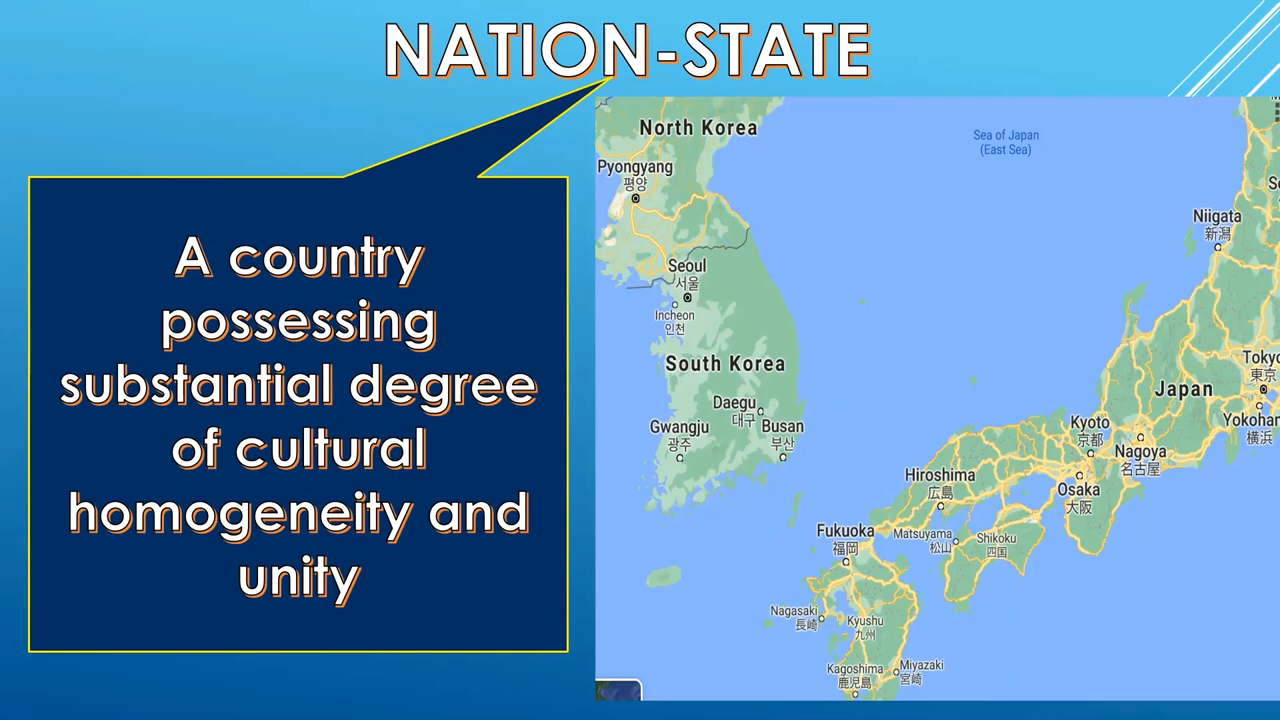 NATION-STATE
A country
possessing
substantial degree
of cultural
homogeneity and
unity
North Korea
Sea of Japan
(East Sea)
Pyongyang
평양
Niigata
新潟
Seoul
서울
Incheon
인천
South Korea
Daegu
대구
Gwangju
광주
Busan
부산
Japan
Tokyo
東京
Yokohan
横浜
Kyoto
京都
Nagoya
名古屋
Hiroshima
広島
Osaka
大阪
Fukuoka
福岡
Matsuyama
松山
Shikoku
四国
Nagasaki
長崎
Kyushu
九州
Kagoshima
鹿児島
Miyazaki
宮崎